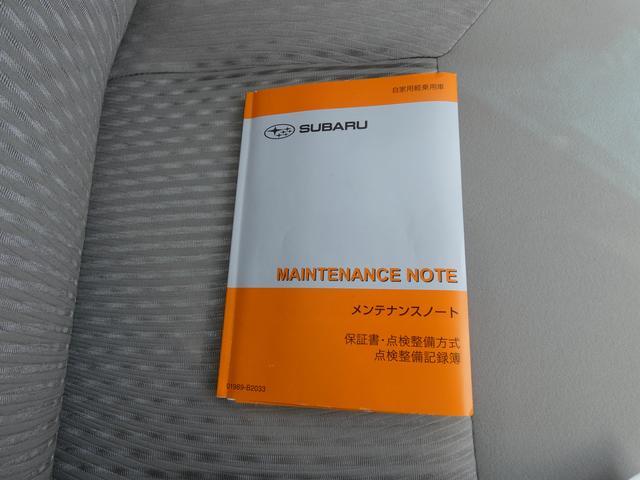 自家用軽乗用車
SUBARU
MAINTENANCE NOTE
メンテナンスノート
保証書・点検整備方式
点検整備記録簿
01989-B2033